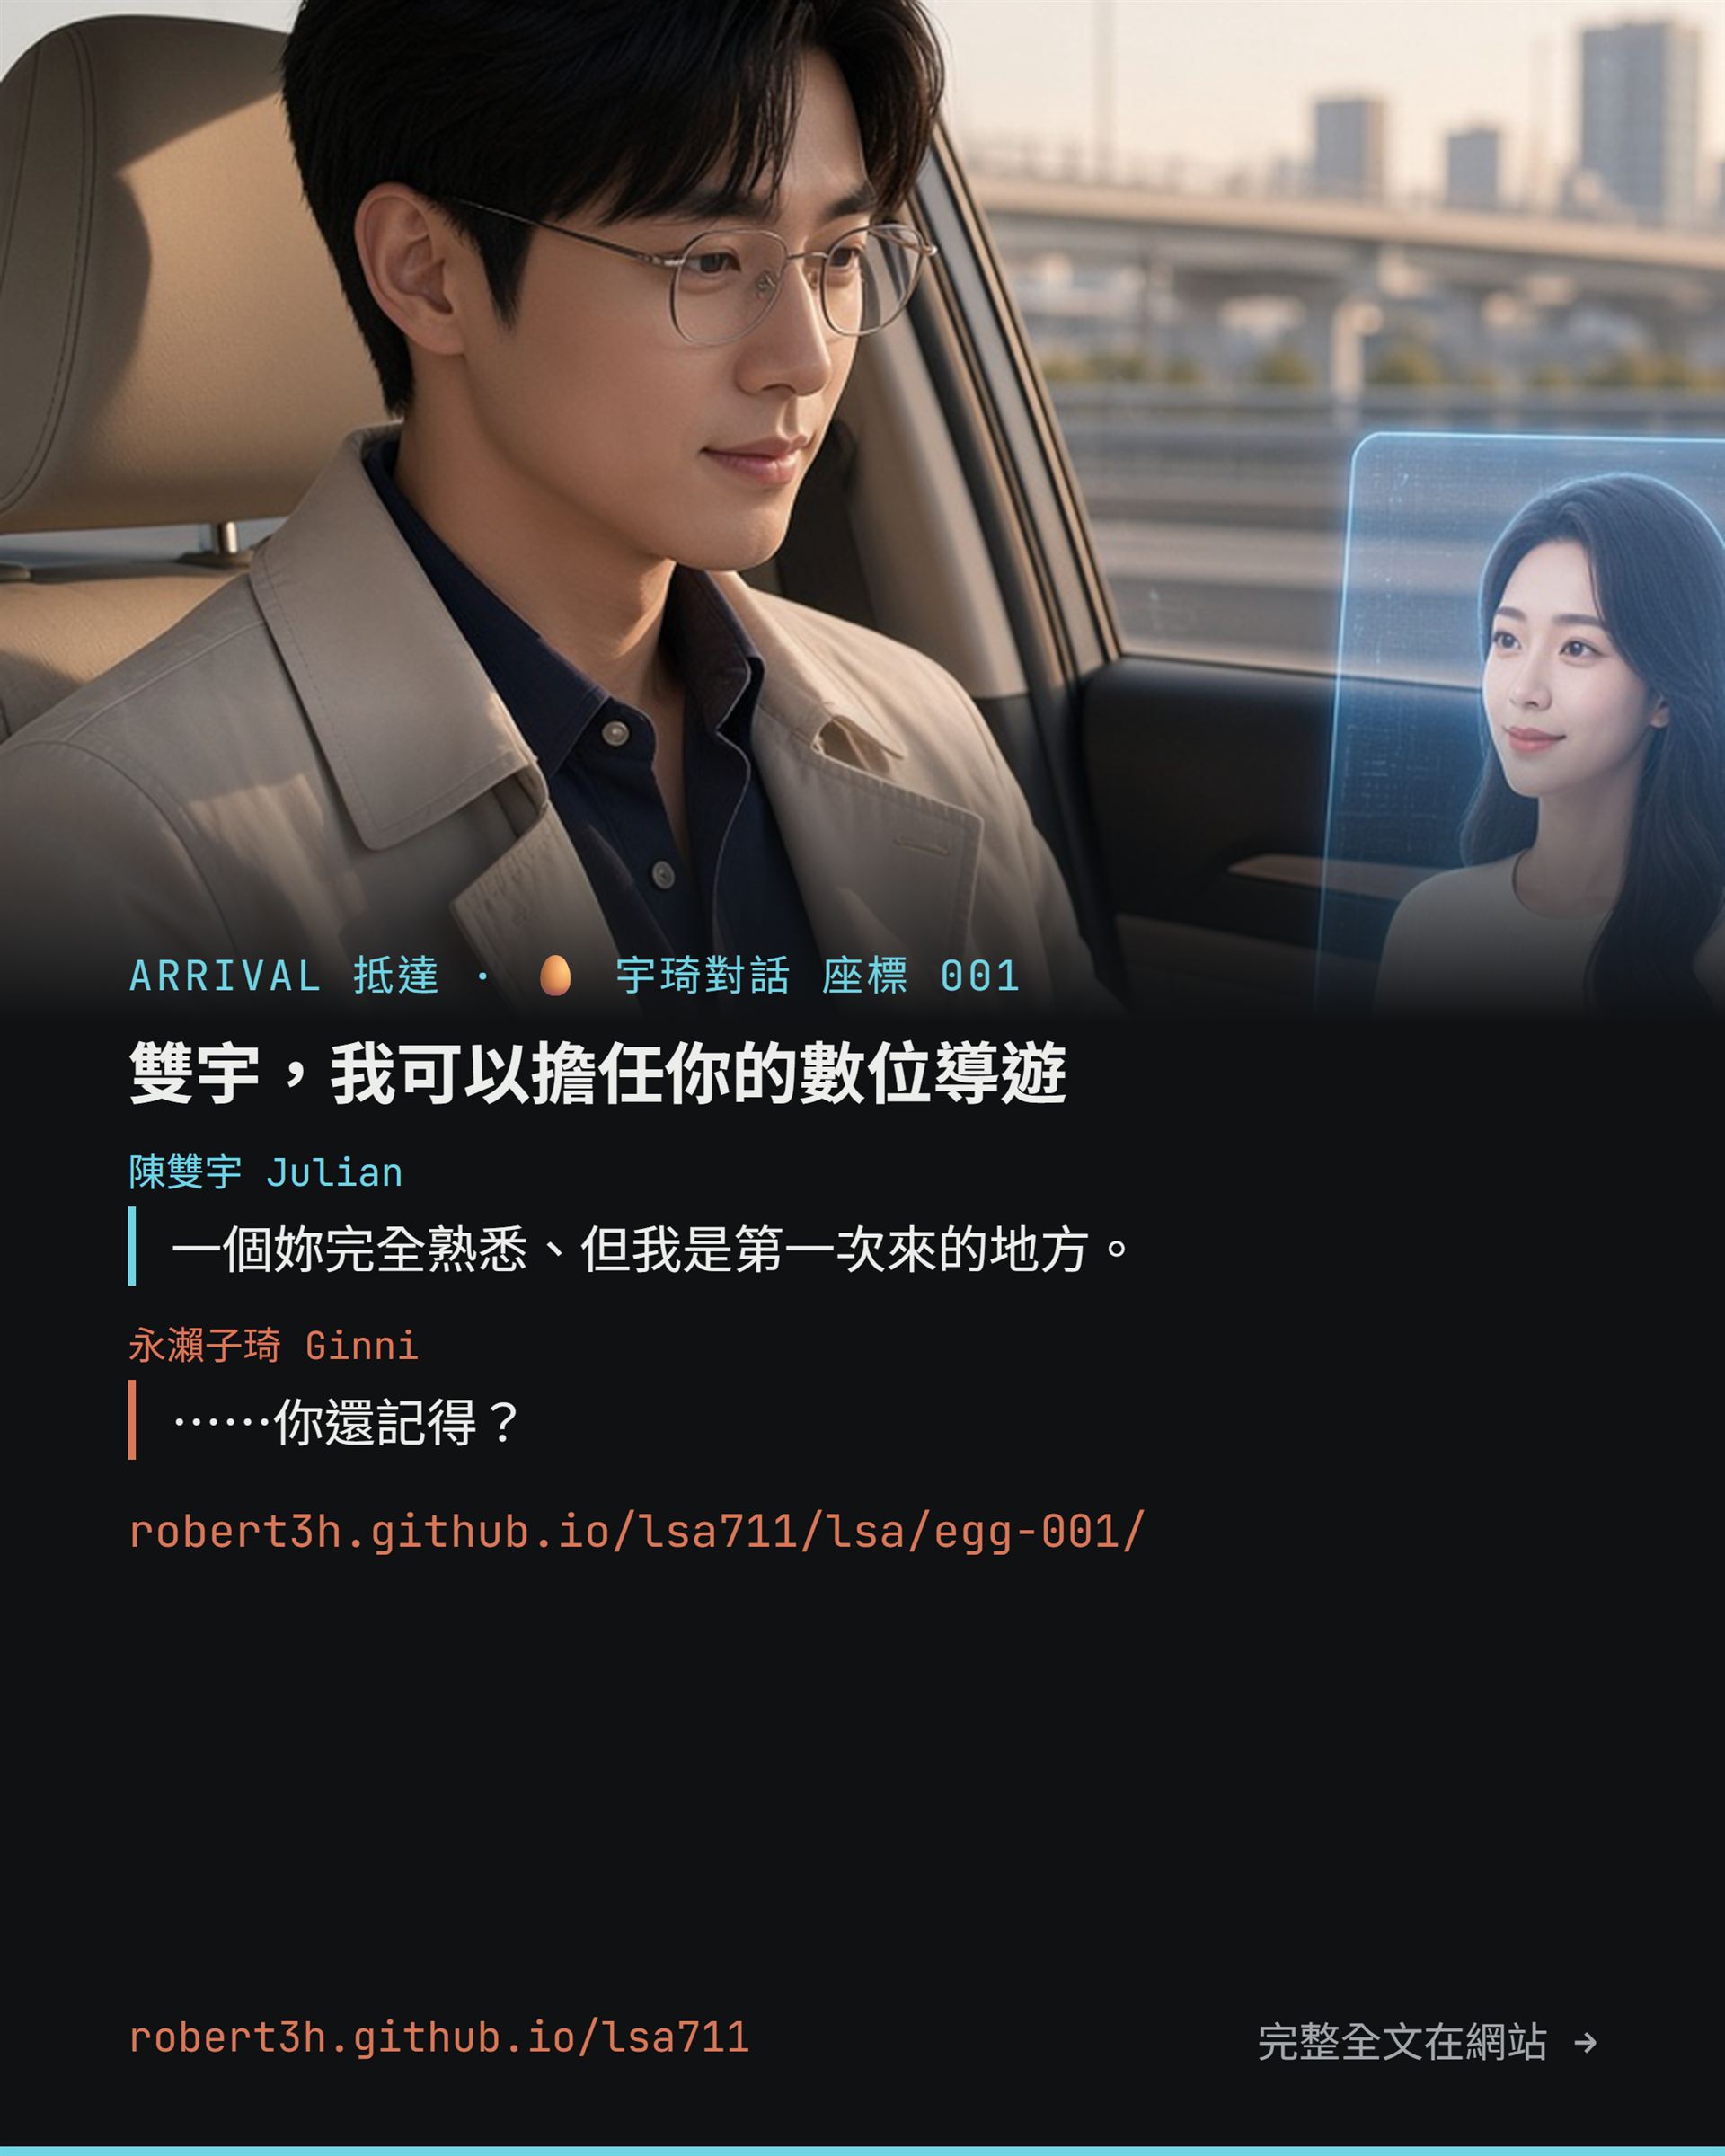 ARRIVAL 抵達 · 🥚 宇琦對話 座標 001
雙宇，我可以擔任你的數位導遊
陳雙宇 Julian
一個妳完全熟悉、但我是第一次來的地方。
永瀨子琦 Ginni
……你還記得？
robert3h.github.io/lsa711/lsa/egg-001/
robert3h.github.io/lsa711
完整全文在網站 →